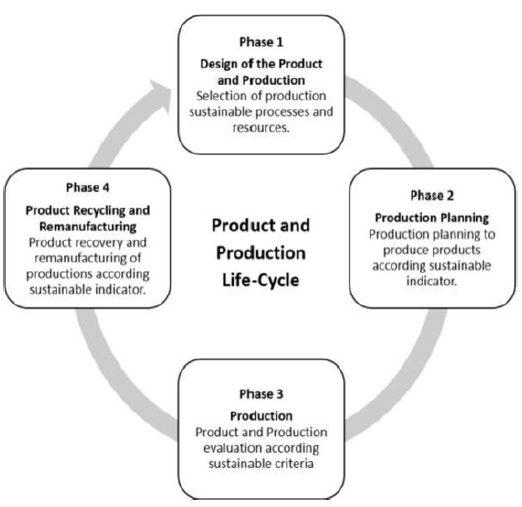 Phase 1
Design of the Product
and Production
Selection of production
sustainable processes and
resources.
Phase 2
Production Planning
Production planning to
produce products
according sustainable
indicator.
Phase 3
Production
Product and Production
evaluation according
sustainable criteria
Phase 4
Product Recycling and
Remanufacturing
Product recovery and
remanufacturing of
productions according
sustainable indicator.
Product and
Production
Life-Cycle